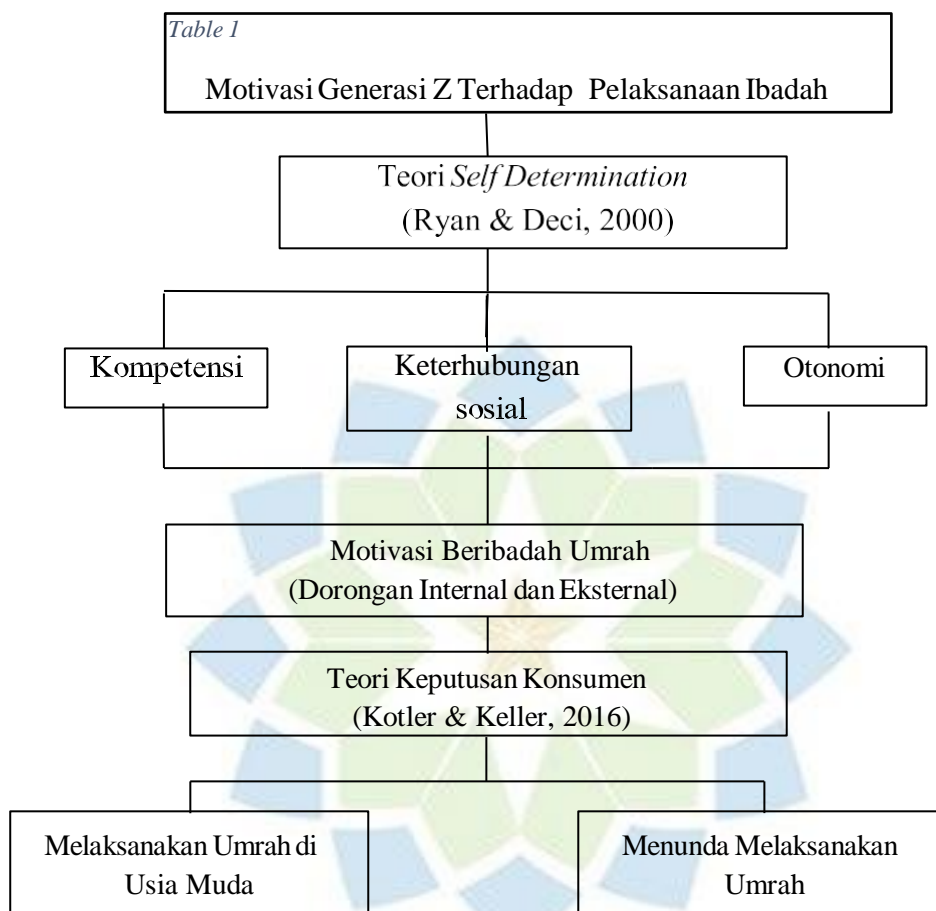 Table 1
Motivasi Generasi Z Terhadap Pelaksanaan Ibadah
Teori Self Determination
(Ryan & Deci, 2000)
Kompetensi
Keterhubungan
sosial
Otonomi
Motivasi Beribadah Umrah
(Dorongan Internal dan Eksternal)
Teori Keputusan Konsumen
(Kotler & Keller, 2016)
Melaksanakan Umrah di
Usia Muda
Menunda Melaksanakan
Umrah